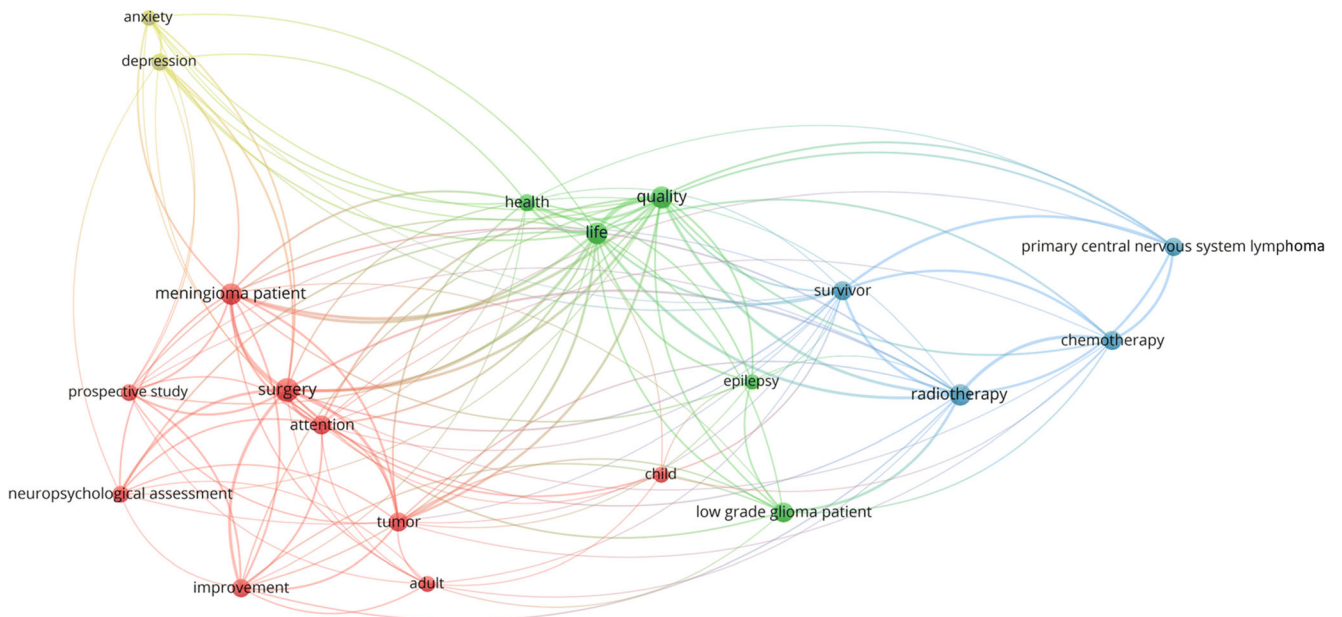 anxiety
depression
health
quality
life
primary central nervous system lymphoma
meningioma patient
survivor
chemotherapy
prospective study
surgery
epilepsy
radiotherapy
attention
child
neuropsychological assessment
low grade glioma patient
tumor
improvement
adult